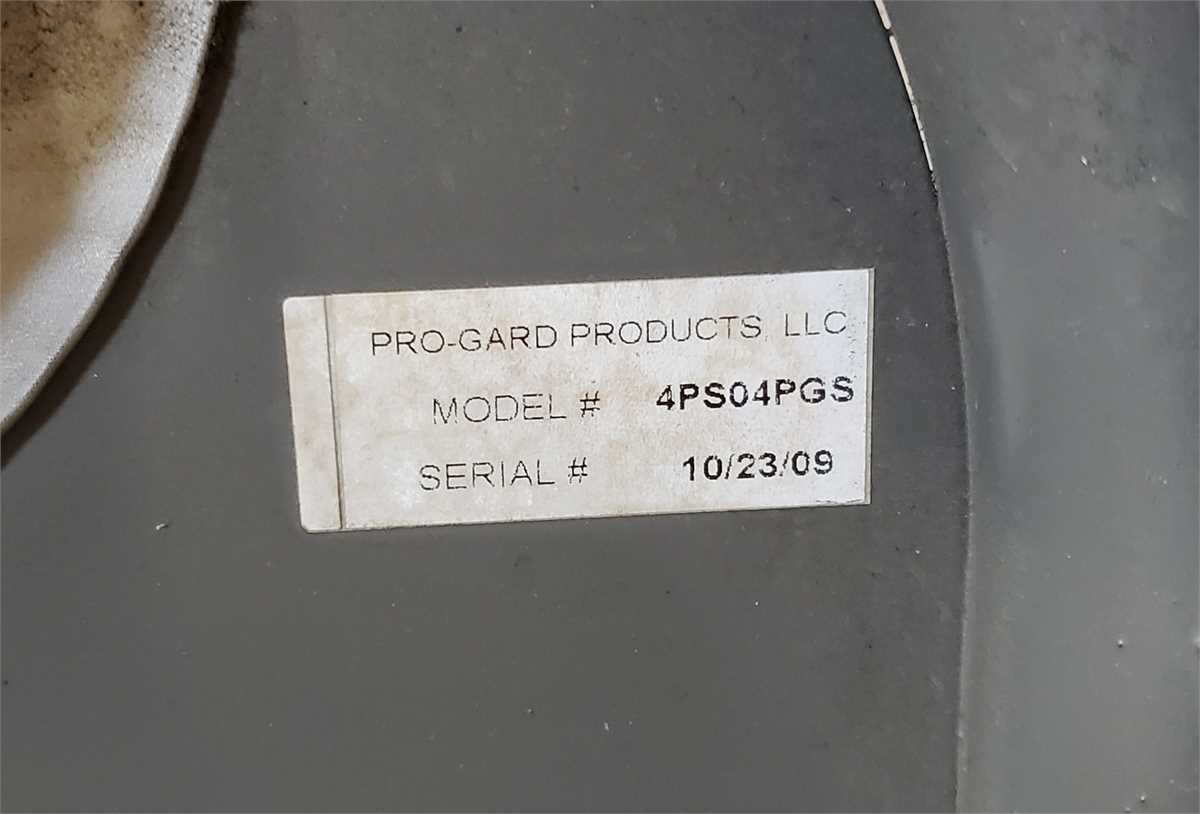 PRO-GARD PRODUCTS, LLC
MODEL # 4PS04PGS
SERIAL # 10/23/09